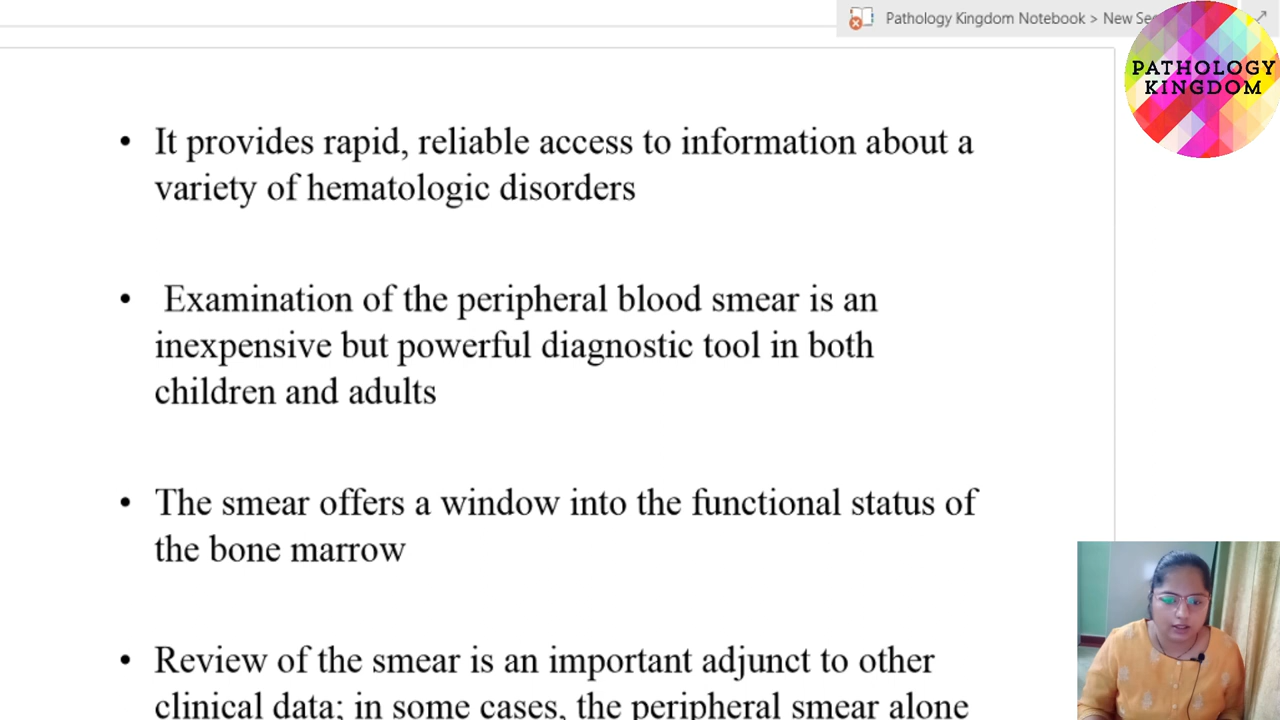 Pathology Kingdom Notebook > New Se
PATHOLOGY
KINGDOM
• It provides rapid, reliable access to information about a
variety of hematologic disorders
• Examination of the peripheral blood smear is an
inexpensive but powerful diagnostic tool in both
children and adults
• The smear offers a window into the functional status of
the bone marrow
• Review of the smear is an important adjunct to other
clinical data; in some cases, the peripheral smear alone